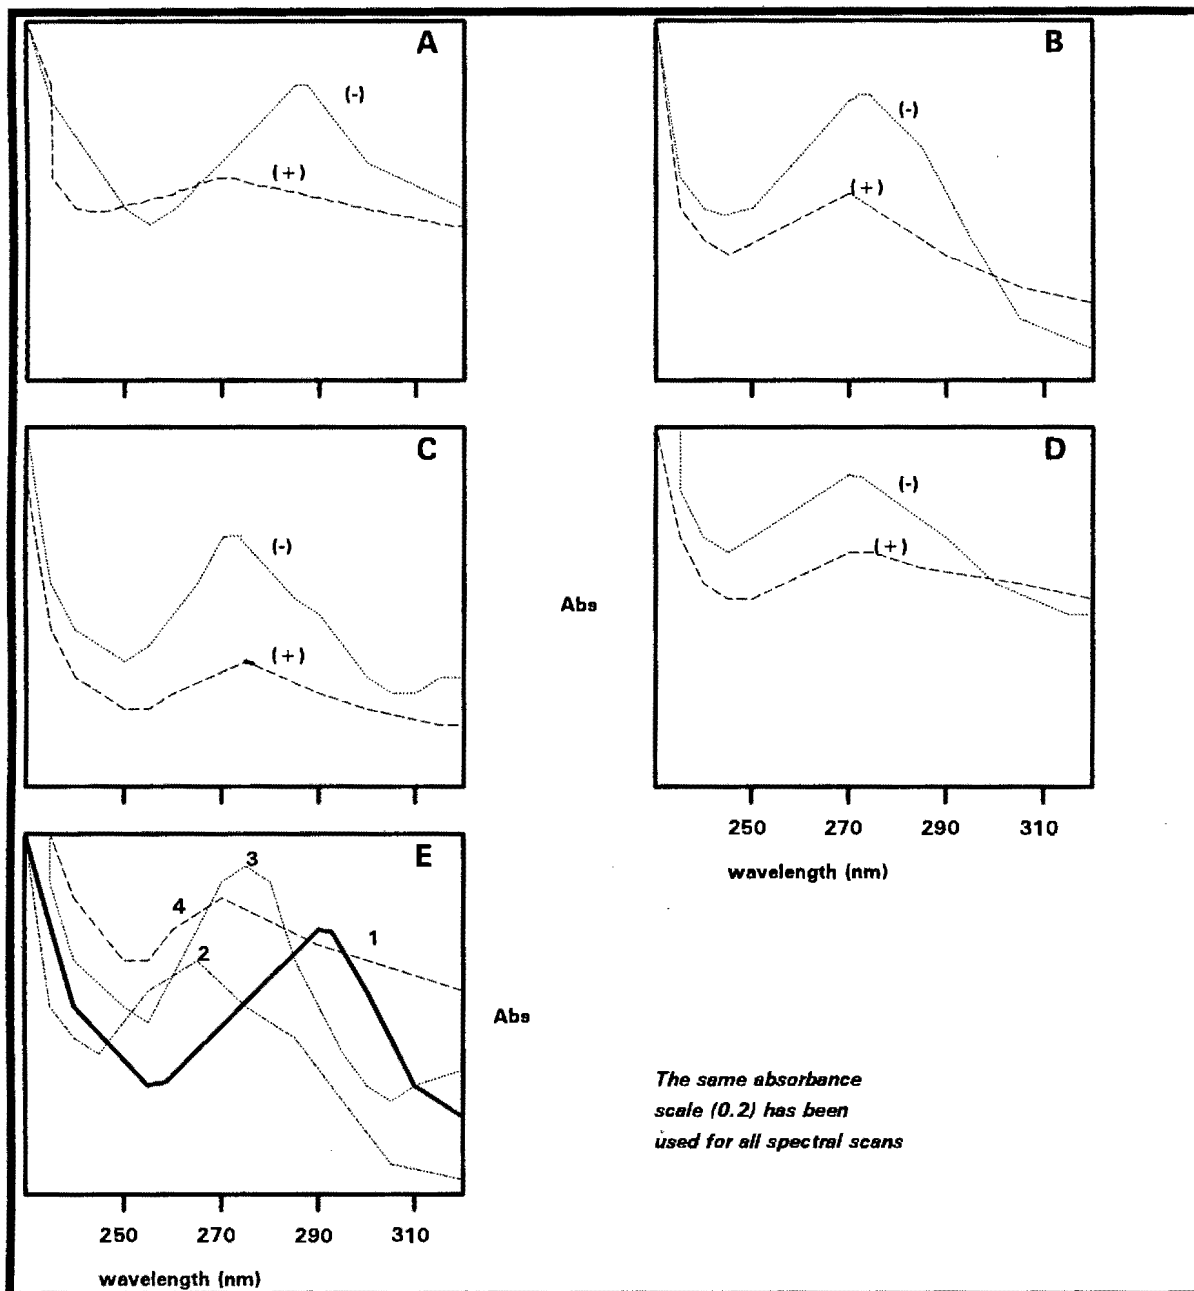 A
(-)
(+)
B
(-)
(+)
C
(-)
(+)
Abs
D
(-)
(+)
250 270 290 310
wavelength (nm)
E
3
4
1
2
Abs
250 270 290 310
wavelength (nm)
The same absorbance
scale (0.2) has been
used for all spectral scans